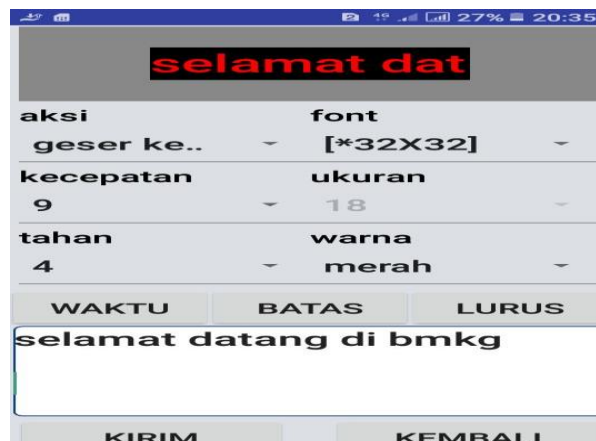 27% 20:35
selamat dat
aksi font
geser ke.. [*32X32]
kecepatan ukuran
9 18
tahan warna
4 merah
WAKTU BATAS LURUS
selamat datang di bmkg
KIRIM KEMBALI